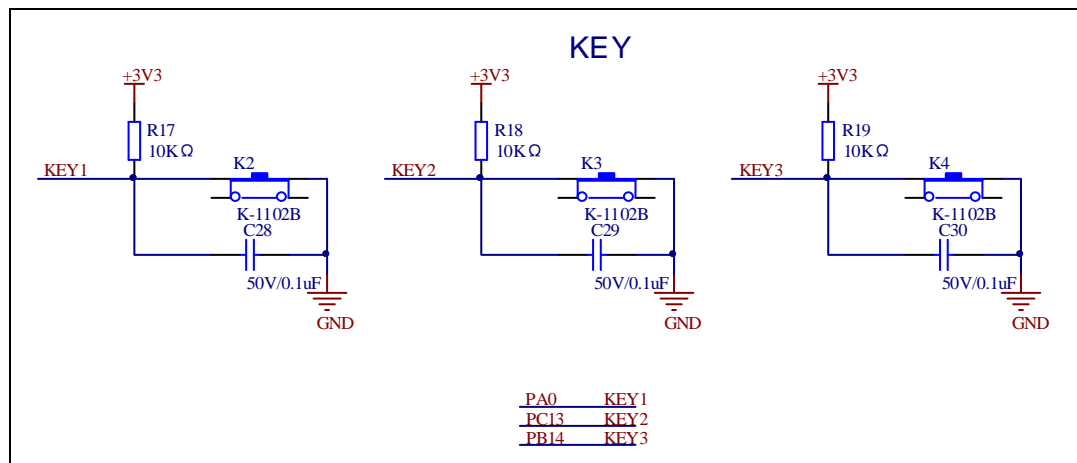 KEY
+3V3
R17
10KΩ
KEY1
K2
K-1102B
C28
50V/0.1uF
GND
+3V3
R18
10KΩ
KEY2
K3
K-1102B
C29
50V/0.1uF
GND
+3V3
R19
10KΩ
KEY3
K4
K-1102B
C30
50V/0.1uF
GND
PA0 KEY1
PC13 KEY2
PB14 KEY3